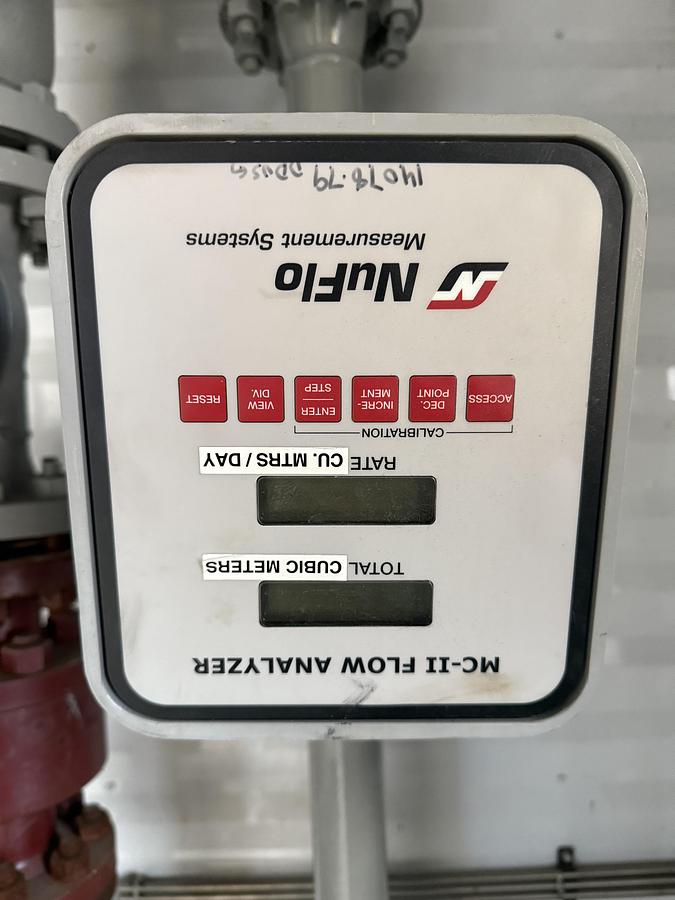 MC-II FLOW ANALYZER
TOTAL CUBIC METERS
RATE CU. MTRS / DAY
CALIBRATION
ACCESS
DEC.
POINT
INCRE-
MENT
ENTER
STEP
VIEW
DIV.
RESET
N NuFlo
Measurement Systems
14078.79